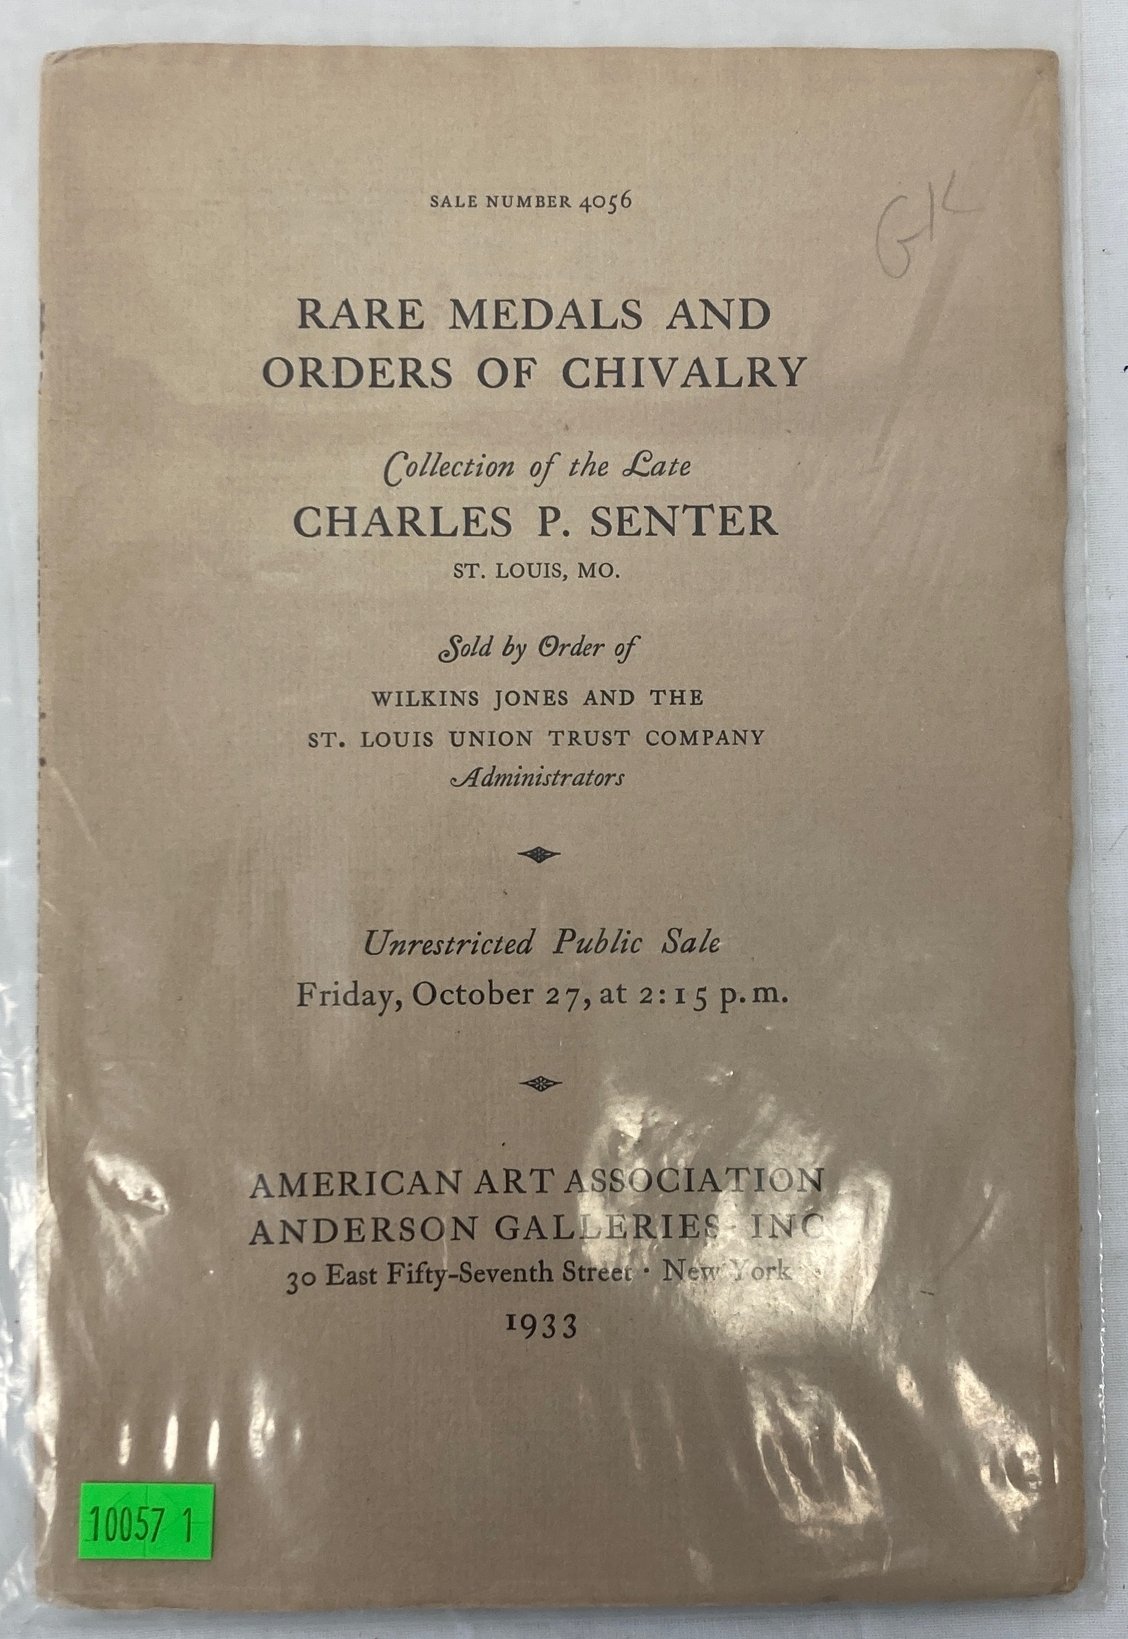 SALE NUMBER 4056
GK
RARE MEDALS AND
ORDERS OF CHIVALRY
Collection of the Late
CHARLES P. SENTER
ST. LOUIS, MO.
Sold by Order of
WILKINS JONES AND THE
ST. LOUIS UNION TRUST COMPANY
Administrators
Unrestricted Public Sale
Friday, October 27, at 2:15 p.m.
AMERICAN ART ASSOCIATION
ANDERSON GALLERIES · INC
30 East Fifty-Seventh Street · New York
1933
10057 1